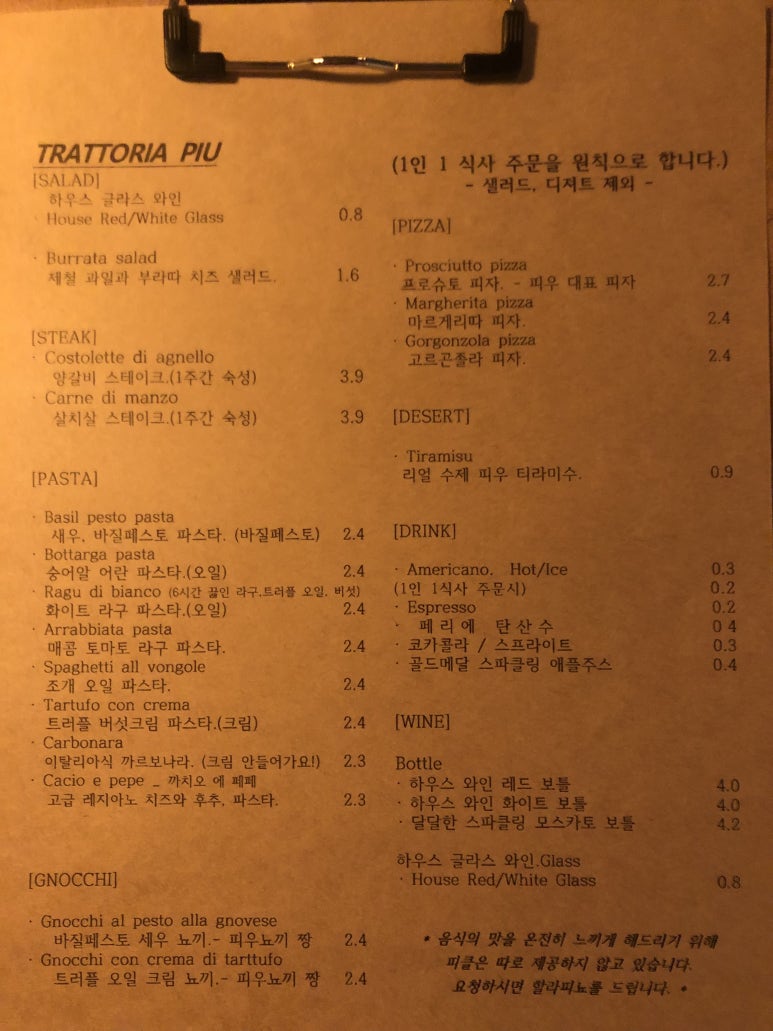 TRATTORIA PIU
[SALAD]
하우스 글라스 와인
· House Red/White Glass 0.8
· Burrata salad
제철 과일과 부라따 치즈 샐러드. 1.6
[STEAK]
· Costolette di agnello
양갈비 스테이크.(1주간 숙성) 3.9
· Carne di manzo
살치살 스테이크.(1주간 숙성) 3.9
[PASTA]
· Basil pesto pasta
새우, 바질페스토 파스타. (바질페스토) 2.4
· Bottarga pasta
숭어알 어란 파스타.(오일) 2.4
· Ragu di bianco (6시간 끓인 라구,트러플 오일, 버섯)
화이트 라구 파스타.(오일) 2.4
· Arrabbiata pasta
매콤 토마토 라구 파스타. 2.4
· Spaghetti all vongole
조개 오일 파스타. 2.4
· Tartufo con crema
트러플 버섯크림 파스타.(크림) 2.4
· Carbonara
이탈리아식 까르보나라. (크림 안들어가요!) 2.3
· Cacio e pepe _ 까치오 에 페페
고급 레지아노 치즈와 후추, 파스타. 2.3
[GNOCCHI]
· Gnocchi al pesto alla gnovese
바질페스토 세우 뇨끼.- 피우뇨끼 짱 2.4
· Gnocchi con crema di tarttufo
트러플 오일 크림 뇨끼.- 피우뇨끼 짱 2.4
(1인 1 식사 주문을 원칙으로 합니다.)
- 샐러드, 디저트 제외 -
[PIZZA]
· Prosciutto pizza
프로슈토 피자. - 피우 대표 피자 2.7
· Margherita pizza
마르게리따 피자. 2.4
· Gorgonzola pizza
고르곤졸라 피자. 2.4
[DESERT]
· Tiramisu
리얼 수제 피우 티라미수. 0.9
[DRINK]
· Americano. Hot/Ice 0.3
(1인 1식사 주문시) 0.2
· Espresso 0.2
· 페리에 탄산수 0 4
· 코카콜라 / 스프라이트 0.3
· 골드메달 스파클링 애플주스 0.4
[WINE]
Bottle
· 하우스 와인 레드 보틀 4.0
· 하우스 와인 화이트 보틀 4.0
· 달달한 스파클링 모스카토 보틀 4.2
하우스 글라스 와인.Glass
· House Red/White Glass 0.8
* 음식의 맛을 온전히 느끼게 해드리기 위해
피클은 따로 제공하지 않고 있습니다.
요청하시면 할라피뇨를 드립니다. *